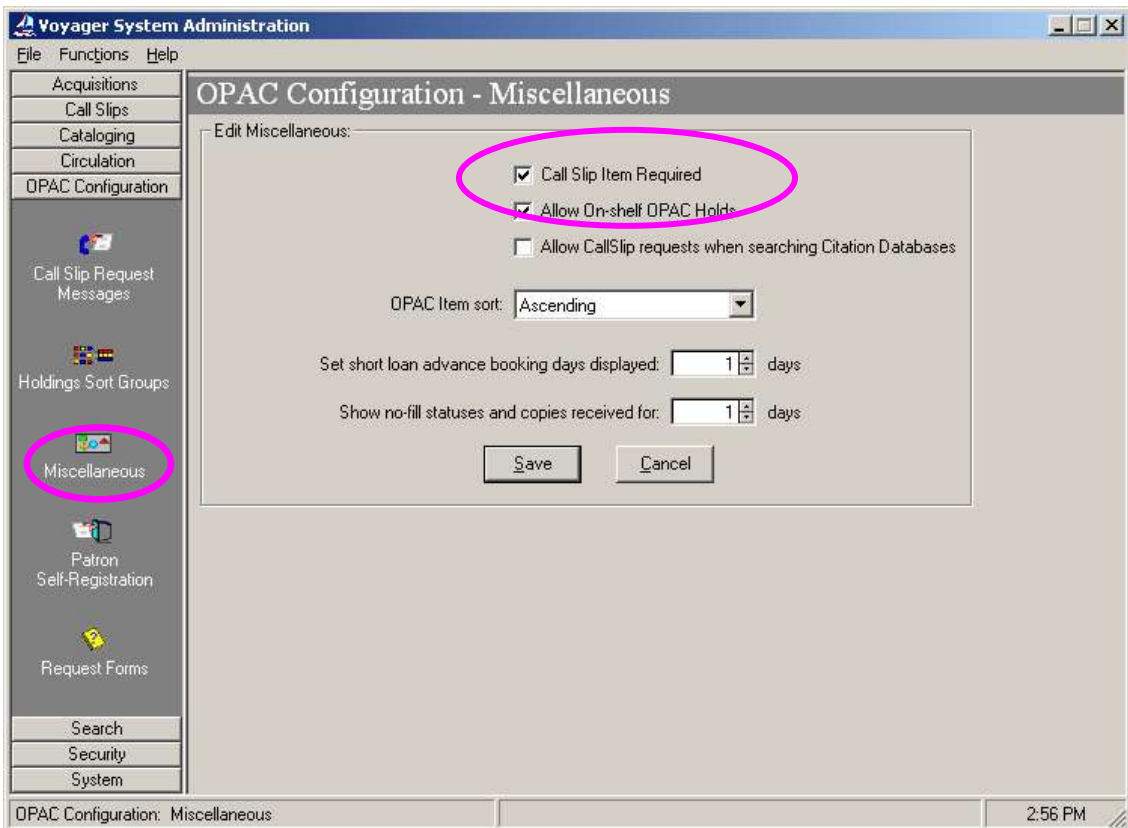 Voyager System Administration
File Functions Help
Acquisitions
Call Slips
Cataloging
Circulation
OPAC Configuration
Call Slip Request
Messages
Holdings Sort Groups
Miscellaneous
Patron
Self-Registration
Request Forms
Search
Security
System
OPAC Configuration - Miscellaneous
Edit Miscellaneous:
Call Slip Item Required
Allow On-shelf OPAC Holds
Allow CallSlip requests when searching Citation Databases
OPAC Item sort: Ascending
Set short loan advance booking days displayed: 1 days
Show no-fill statuses and copies received for: 1 days
Save Cancel
OPAC Configuration: Miscellaneous 2:56 PM